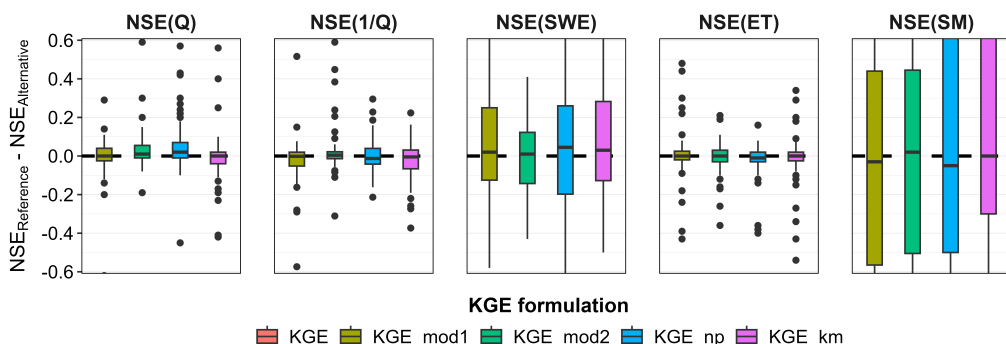 NSE(Q) NSE(1/Q) NSE(SWE) NSE(ET) NSE(SM)
0.6
0.4
0.2
0.0
-0.2
-0.4
-0.6
NSEReference - NSEAlternative
KGE formulation
KGE KGE_mod1 KGE_mod2 KGE_np KGE_km